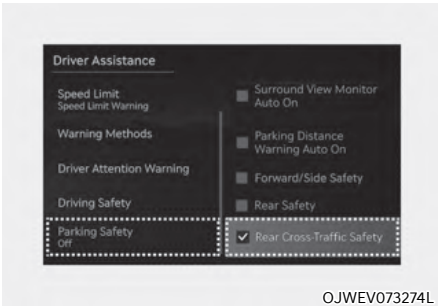 Driver Assistance
Speed Limit
Speed Limit Warning
Warning Methods
Driver Attention Warning
Driving Safety
Parking Safety
Off
Surround View Monitor
Auto On
Parking Distance
Warning Auto On
Forward/Side Safety
Rear Safety
Rear Cross-Traffic Safety
OJWEV073274L